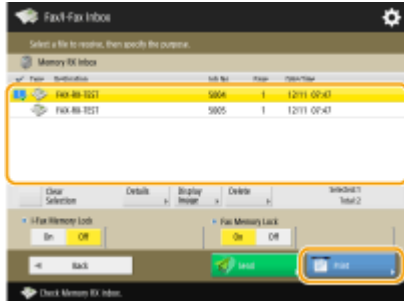 Fax/I-Fax Inbox
Select a file to receive, then specify the purpose.
Memory RX Inbox
Type Destination Job No. Page Date/Time
FAX-RX-TEST 5004 1 12/11 07:47
FAX-RX-TEST 5005 1 12/11 07:47
Clear Selection
Details
Display Image
Delete
Selected:1
Total:2
I-Fax Memory Lock
Fax Memory Lock
On Off
On Off
Back
Send
Print
Check Memory RX Inbox.